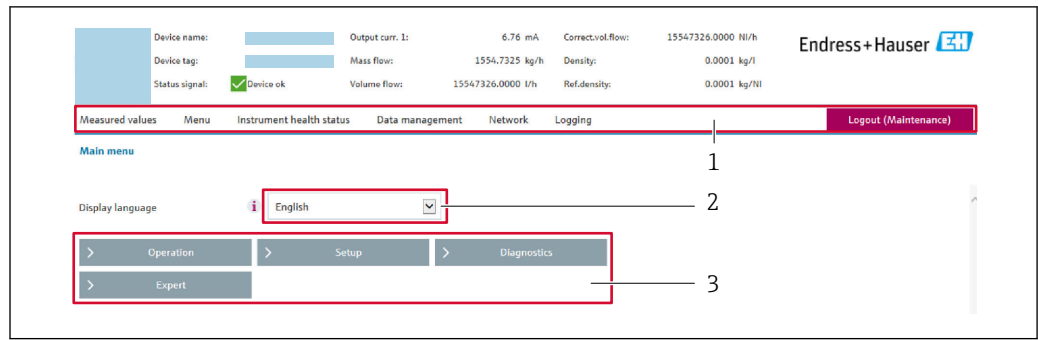 Device name: Output curr. 1: 6.76 mA Correct.vol.flow: 15547326.0000 Nl/h
Endress+Hauser EH
Device tag: Mass flow: 1554.7325 kg/h Density: 0.0001 kg/l
Status signal: Device ok Volume flow: 15547326.0000 l/h Ref.density: 0.0001 kg/Nl
Measured values Menu Instrument health status Data management Network Logging Logout (Maintenance)
1
Main menu
Display language i English 2
> Operation > Setup > Diagnostics
> Expert 3